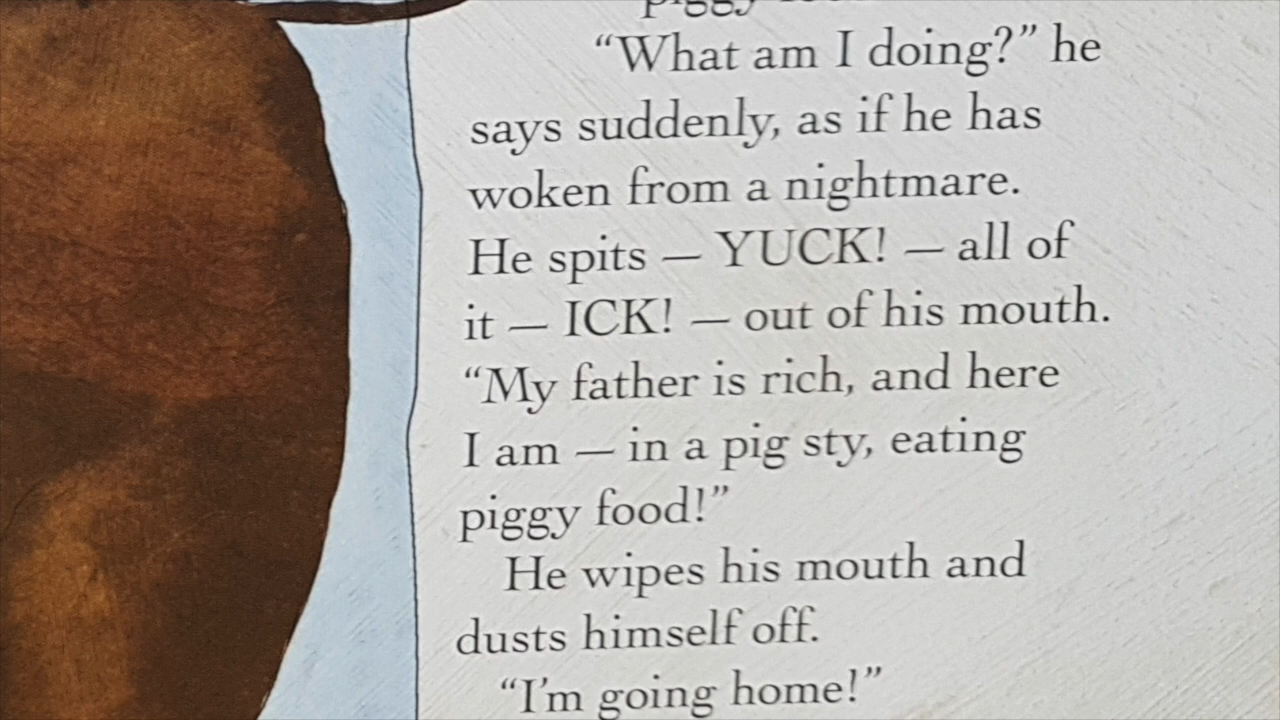 “What am I doing?” he
says suddenly, as if he has
woken from a nightmare.
He spits — YUCK! — all of
it — ICK! — out of his mouth.
“My father is rich, and here
I am — in a pig sty, eating
piggy food!”
He wipes his mouth and
dusts himself off.
“I’m going home!”